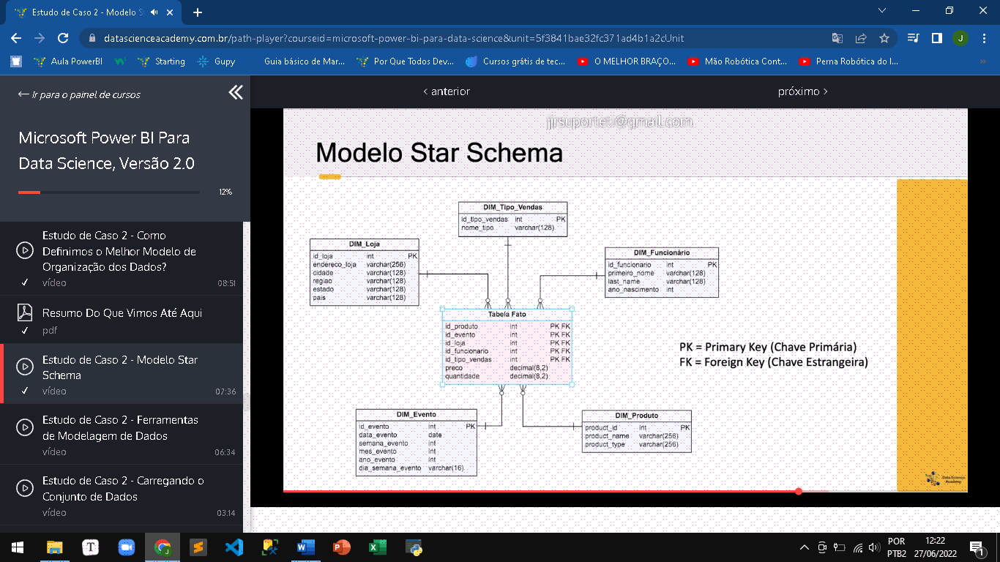 Estudo de Caso 2 - Modelo S
datascienceacademy.com.br/path-player?courseid=microsoft-power-bi-para-data-science&unit=5f3841bae32fc371ad4b1a2cUnit
J
Aula PowerBI
Starting
Gupy
Guia básico de Mar...
Por Que Todos Dev...
Cursos grátis de tec...
O MELHOR BRAÇO...
Mão Robótica Cont...
Perna Robótica do I...
»
← Ir para o painel de cursos
‹ anterior
próximo ›
Microsoft Power BI Para
Data Science, Versão 2.0
12%
Estudo de Caso 2 - Como
Definimos o Melhor Modelo de
Organização dos Dados?
vídeo 08:51
Resumo Do Que Vimos Até Aqui
pdf
Estudo de Caso 2 - Modelo Star
Schema
vídeo 07:36
Estudo de Caso 2 - Ferramentas
de Modelagem de Dados
vídeo 06:34
Estudo de Caso 2 - Carregando o
Conjunto de Dados
vídeo 03:14
jjrsuporteti@gmail.com
Modelo Star Schema
DIM_Tipo_Vendas
id_tipo_vendas int PK
nome_tipo varchar(128)
DIM_Loja
id_loja int PK
endereco_loja varchar(256)
cidade varchar(128)
regiao varchar(128)
estado varchar(128)
pais varchar(128)
DIM_Funcionário
id_funcionario int PK
primeiro_nome varchar(128)
last_name varchar(128)
ano_nascimento int
Tabela Fato
id_produto int PK FK
id_evento int PK FK
id_loja int PK FK
id_funcionario int PK FK
id_tipo_vendas int PK FK
preco decimal(8,2)
quantidade decimal(8,2)
PK = Primary Key (Chave Primária)
FK = Foreign Key (Chave Estrangeira)
DIM_Evento
id_evento int PK
data_evento date
semana_evento int
mes_evento int
ano_evento int
dia_semana_evento varchar(16)
DIM_Produto
product_id int PK
product_name varchar(256)
product_type varchar(256)
Data Science
Academy
POR
PTB2
12:22
27/06/2022
1